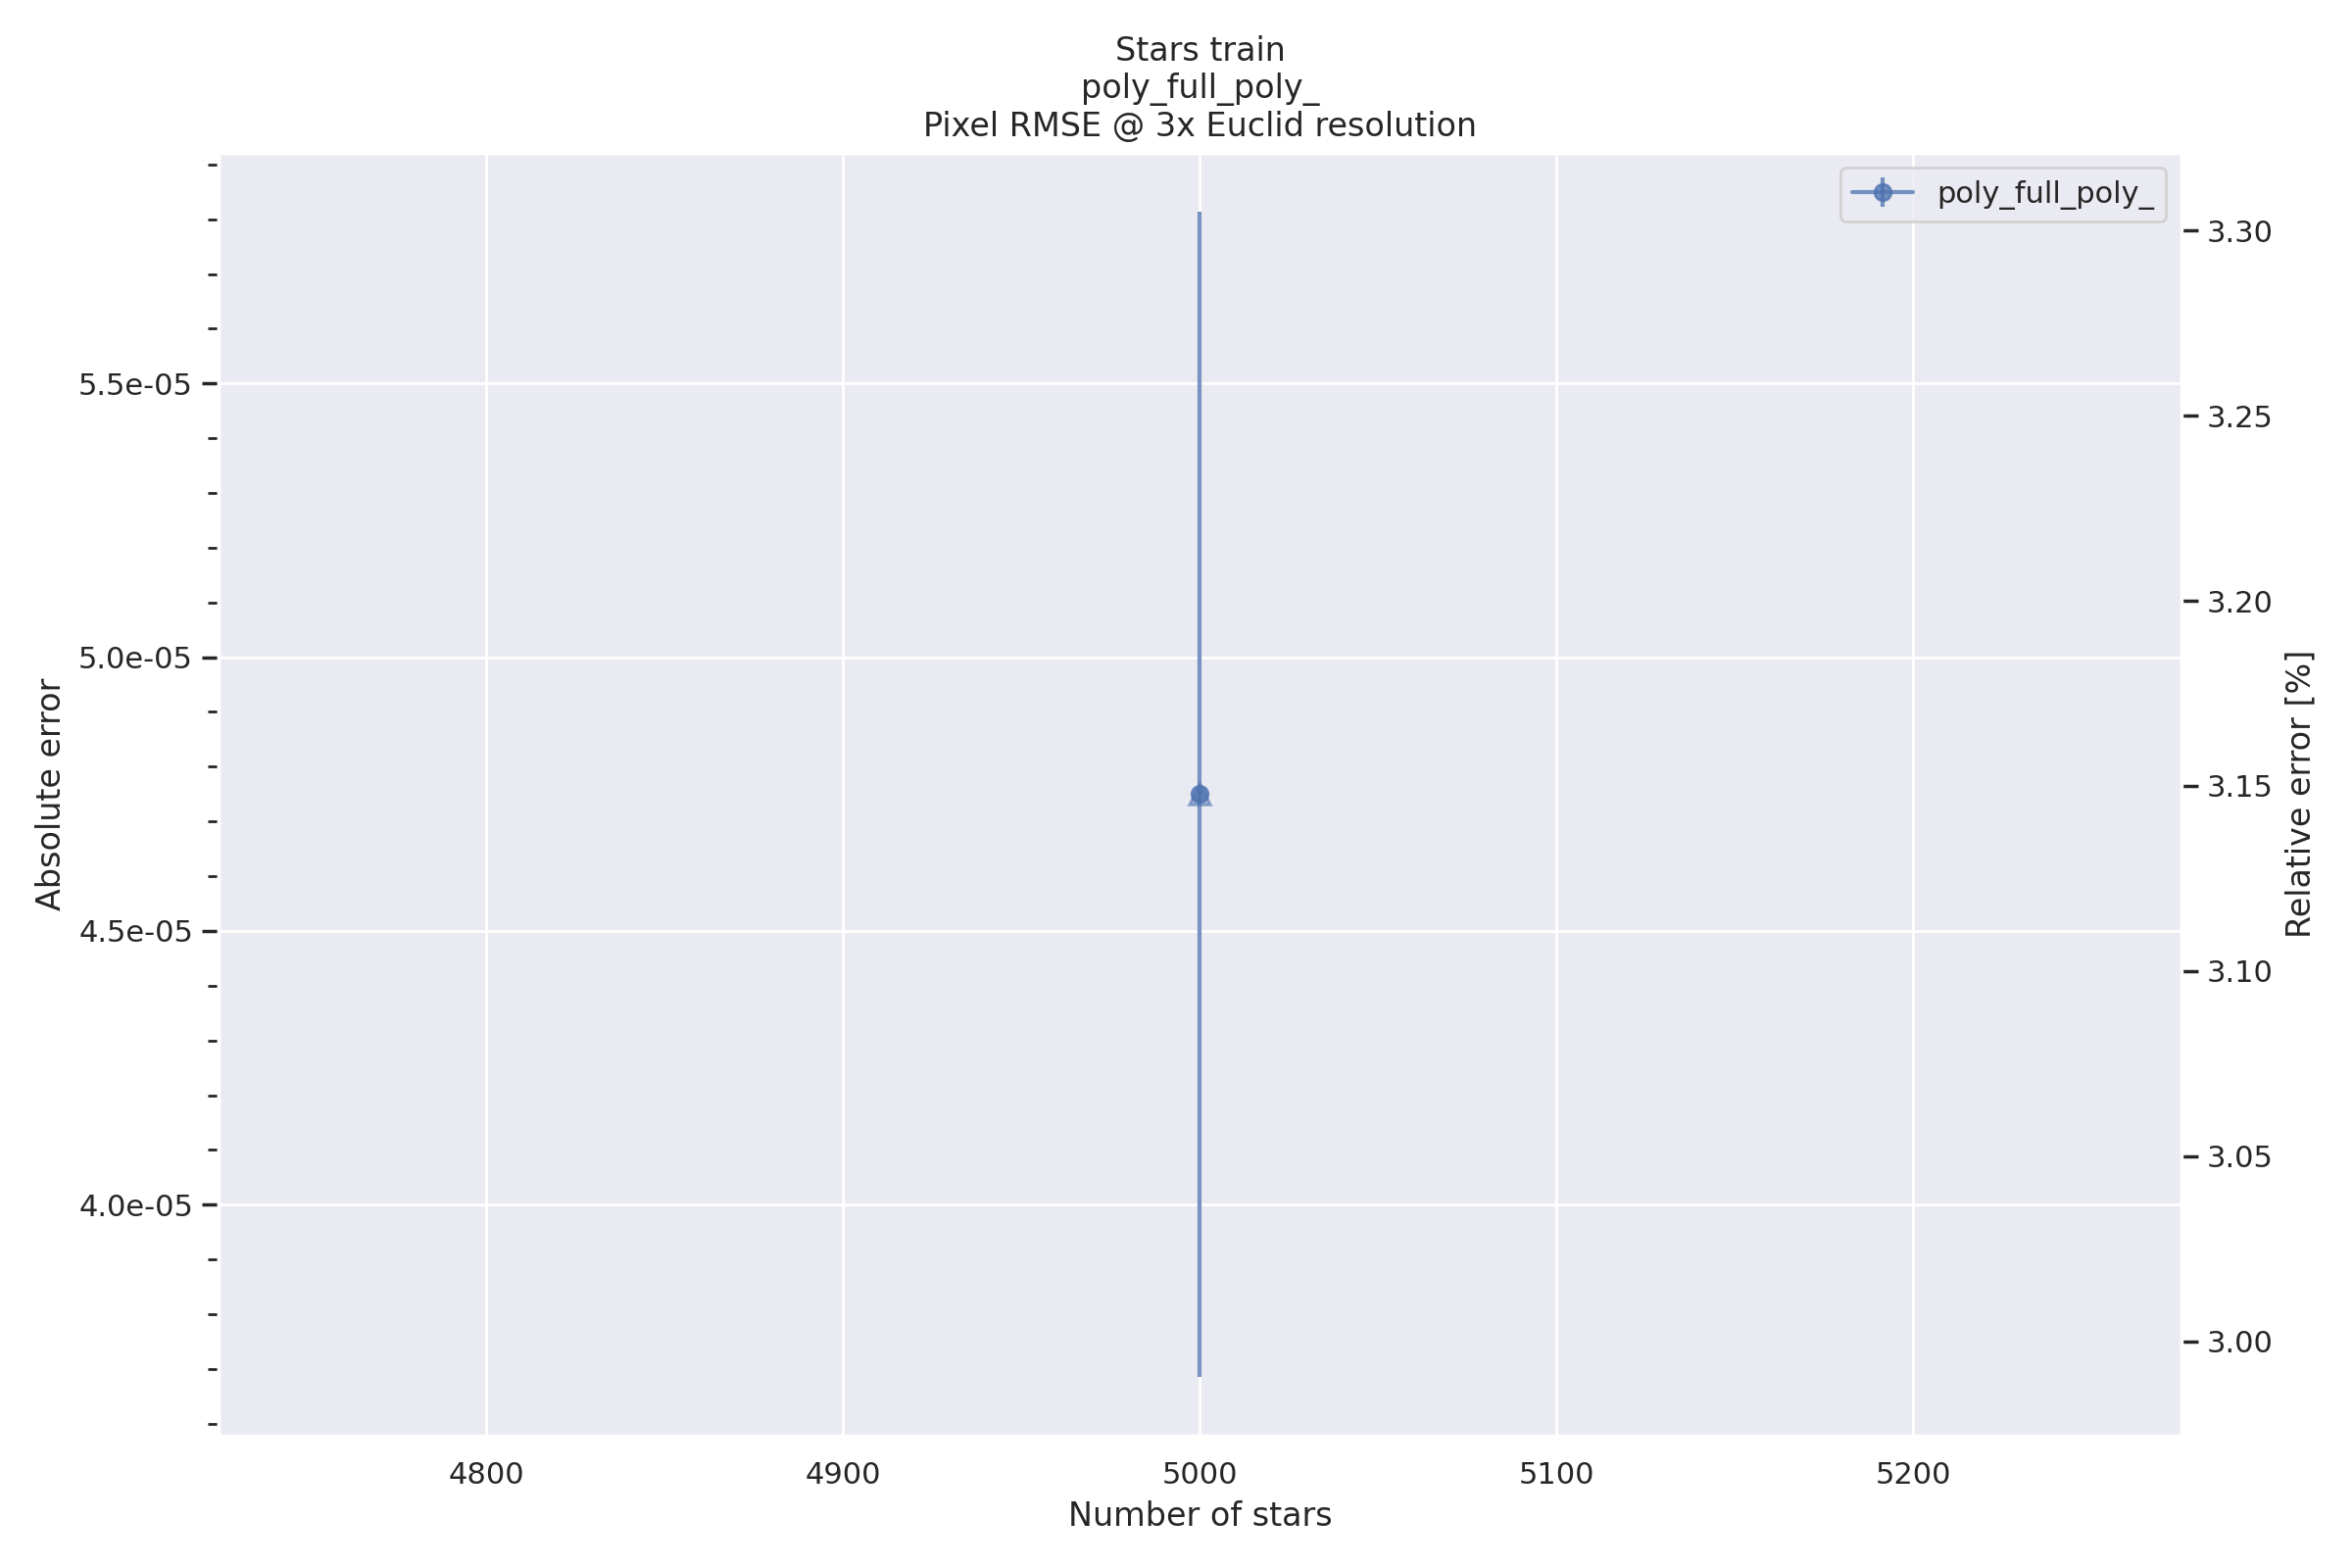 Stars train
poly_full_poly_
Pixel RMSE @ 3x Euclid resolution
poly_full_poly_
5.5e-05
5.0e-05
4.5e-05
4.0e-05
Absolute error
3.30
3.25
3.20
3.15
3.10
3.05
3.00
Relative error [%]
4800 4900 5000 5100 5200
Number of stars